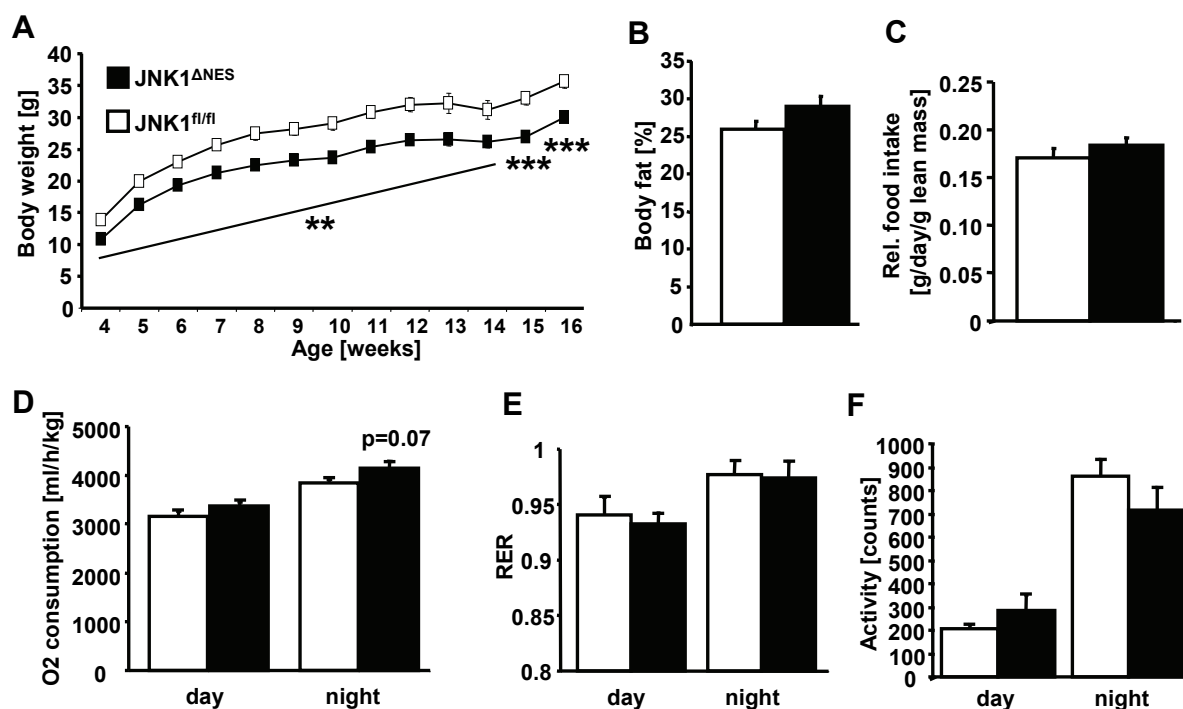 A
Body weight [g]
40
35
30
25
20
15
10
5
0
JNK1ΔNES
JNK1fl/fl
***
***
**
4 5 6 7 8 9 10 11 12 13 14 15 16
Age [weeks]
B
Body fat [%]
35
30
25
20
15
10
5
0
C
Rel. food intake
[g/day/g lean mass]
0.25
0.20
0.15
0.10
0.05
0
D
O2 consumption [ml/h/kg]
5000
4000
3000
2000
1000
0
p=0.07
day night
E
RER
1
0.95
0.9
0.85
0.8
day night
F
Activity [counts]
1000
900
800
700
600
500
400
300
200
100
0
day night